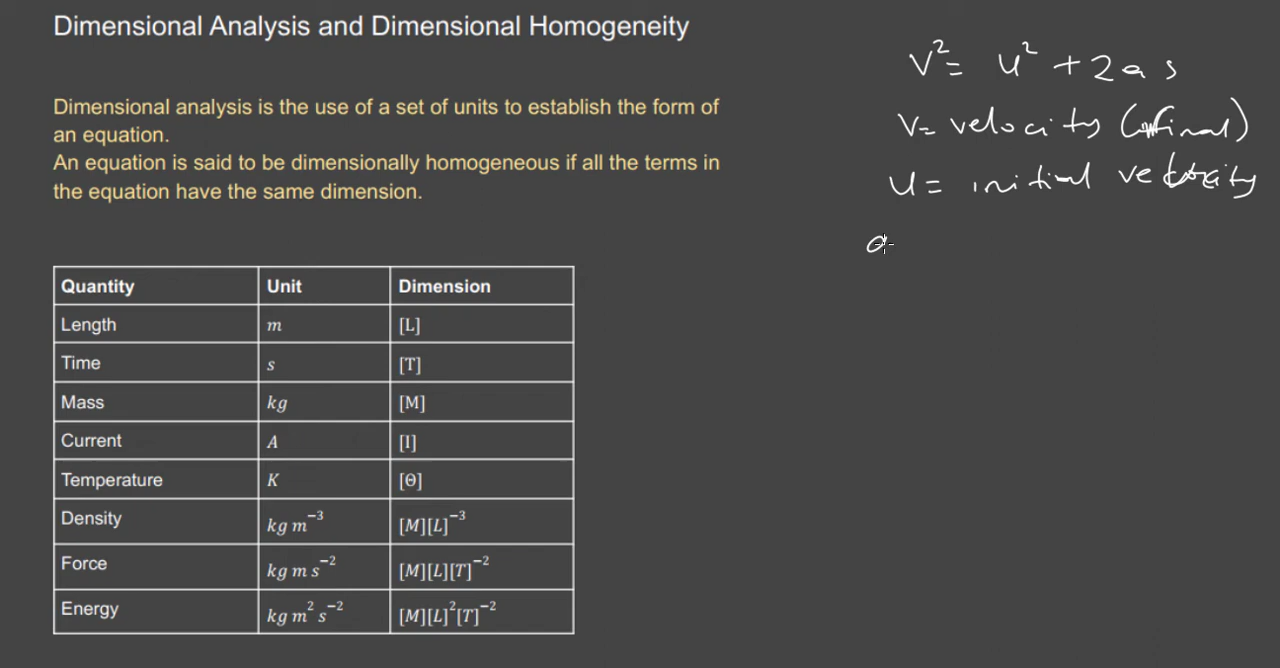 Dimensional Analysis and Dimensional Homogeneity
Dimensional analysis is the use of a set of units to establish the form of
an equation.
An equation is said to be dimensionally homogeneous if all the terms in
the equation have the same dimension.
Quantity Unit Dimension
Length m [L]
Time s [T]
Mass kg [M]
Current A [I]
Temperature K [Θ]
Density kg m⁻³ [M][L]⁻³
Force kg m s⁻² [M][L][T]⁻²
Energy kg m² s⁻² [M][L]²[T]⁻²
v² = u² + 2as
v = velocity (final)
u = initial velocity
a